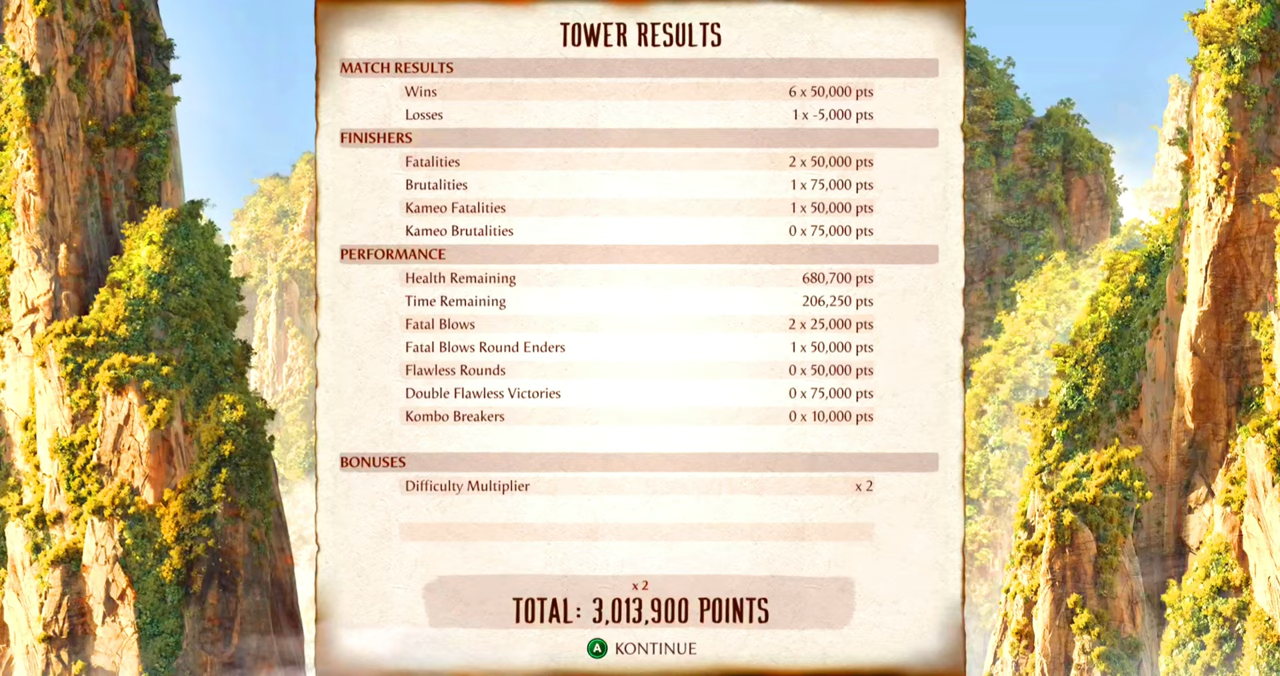 TOWER RESULTS
MATCH RESULTS
Wins 6 x 50,000 pts
Losses 1 x -5,000 pts
FINISHERS
Fatalities 2 x 50,000 pts
Brutalities 1 x 75,000 pts
Kameo Fatalities 1 x 50,000 pts
Kameo Brutalities 0 x 75,000 pts
PERFORMANCE
Health Remaining 680,700 pts
Time Remaining 206,250 pts
Fatal Blows 2 x 25,000 pts
Fatal Blows Round Enders 1 x 50,000 pts
Flawless Rounds 0 x 50,000 pts
Double Flawless Victories 0 x 75,000 pts
Kombo Breakers 0 x 10,000 pts
BONUSES
Difficulty Multiplier x 2
x 2
TOTAL: 3,013,900 POINTS
A KONTINUE